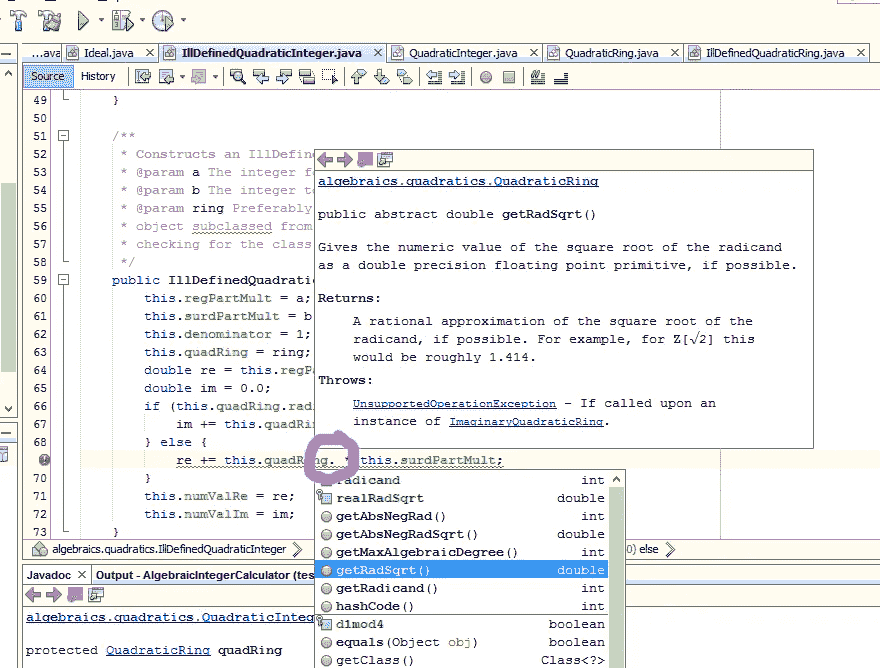 ...ava
Ideal.java
IllDefinedQuadraticInteger.java
QuadraticInteger.java
QuadraticRing.java
IllDefinedQuadraticRing.java
Source History
49 }
50
51 /**
52 * Constructs an IllDefin
53 * @param a The integer f
54 * @param b The integer t
55 * @param ring Preferably
56 * object subclassed from
57 * checking for the class
58 */
59 public IllDefinedQuadrati
60 this.regPartMult = a;
61 this.surdPartMult = b
62 this.denominator = 1;
63 this.quadRing = ring;
64 double re = this.regP
65 double im = 0.0;
66 if (this.quadRing.rad
67 im += this.quadRi
68 } else {
re += this.quadRing. * this.surdPartMult;
70 }
71 this.numValRe = re;
72 this.numValIm = im;
73 }
algebraics.quadratics.QuadraticRing
public abstract double getRadSqrt()
Gives the numeric value of the square root of the radicand
as a double precision floating point primitive, if possible.
Returns:
A rational approximation of the square root of the
radicand, if possible. For example, for Z[√2] this
would be roughly 1.414.
Throws:
UnsupportedOperationException - If called upon an
instance of ImaginaryQuadraticRing.
radicand int
realRadSqrt double
getAbsNegRad() int
getAbsNegRadSqrt() double
getMaxAlgebraicDegree() int
getRadSqrt() double
getRadicand() int
hashCode() int
d1mod4 boolean
equals(Object obj) boolean
getClass() Class<?>
algebraics.quadratics.IllDefinedQuadraticInteger
0) else
Javadoc
Output - AlgebraicIntegerCalculator (tes
algebraics.quadratics.QuadraticInteg
protected QuadraticRing quadRing